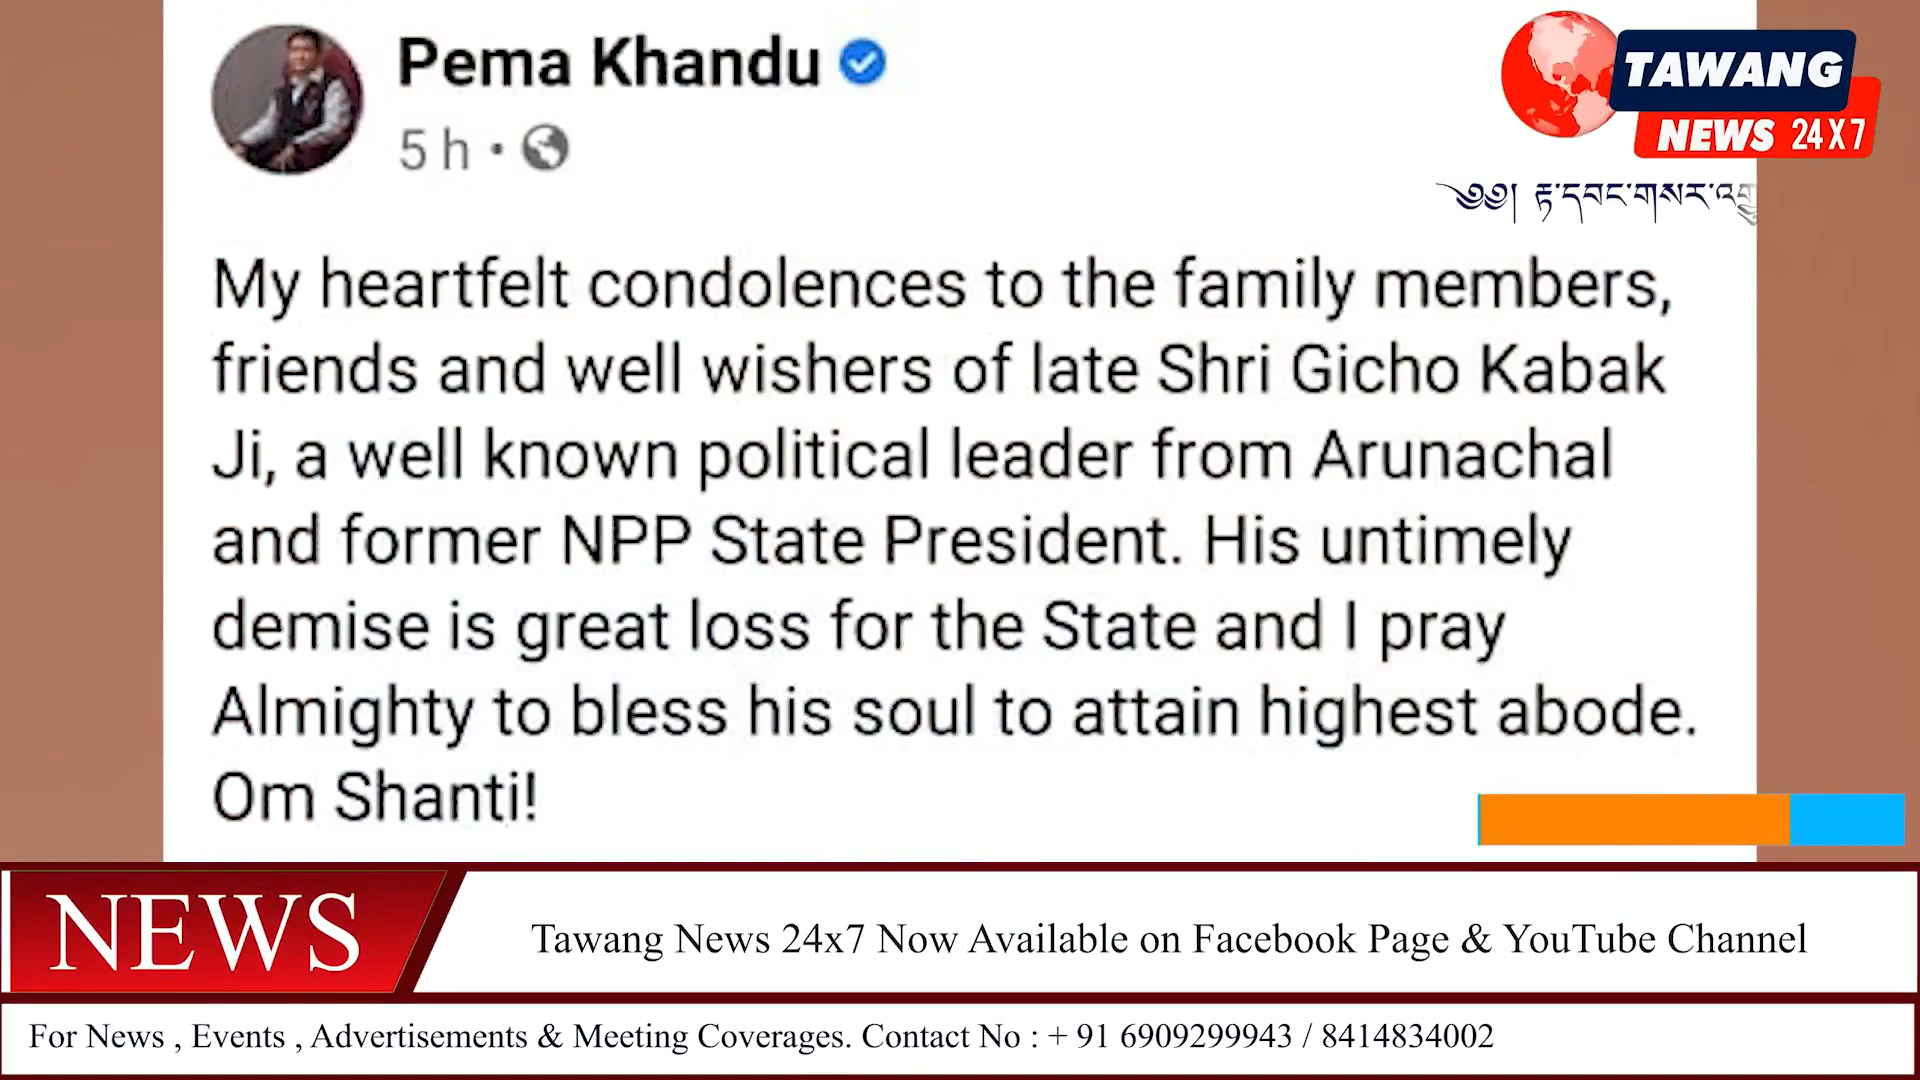 Pema Khandu
5 h
TAWANG
NEWS 24X7
༄༅། རྟ་དབང་གསར་འགྱུ
My heartfelt condolences to the family members,
friends and well wishers of late Shri Gicho Kabak
Ji, a well known political leader from Arunachal
and former NPP State President. His untimely
demise is great loss for the State and I pray
Almighty to bless his soul to attain highest abode.
Om Shanti!
NEWS
Tawang News 24x7 Now Available on Facebook Page & YouTube Channel
For News , Events , Advertisements & Meeting Coverages. Contact No : + 91 6909299943 / 8414834002